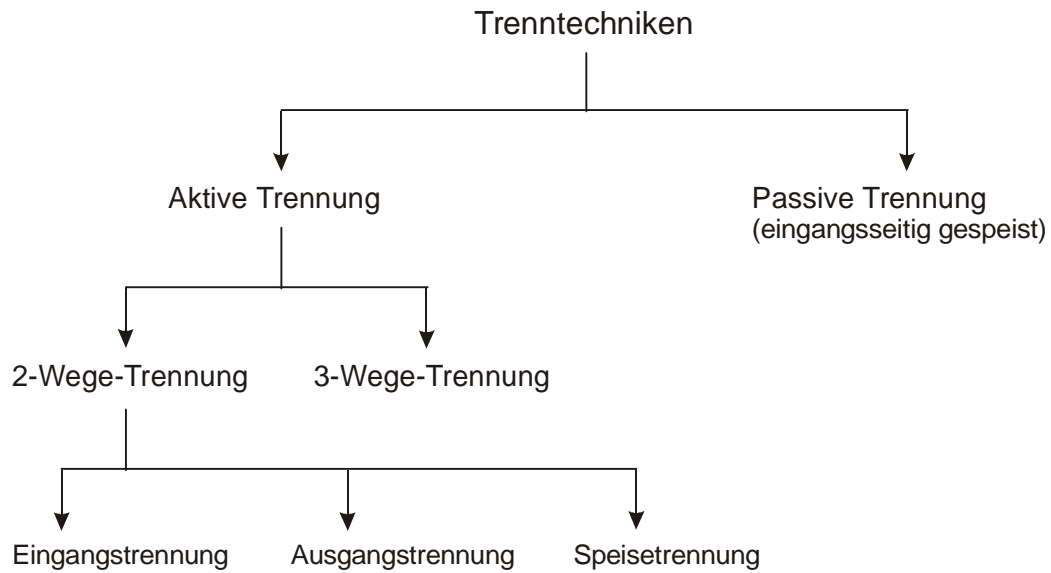 Trenntechniken
Aktive Trennung
Passive Trennung
(eingangsseitig gespeist)
2-Wege-Trennung
3-Wege-Trennung
Eingangstrennung
Ausgangstrennung
Speisetrennung